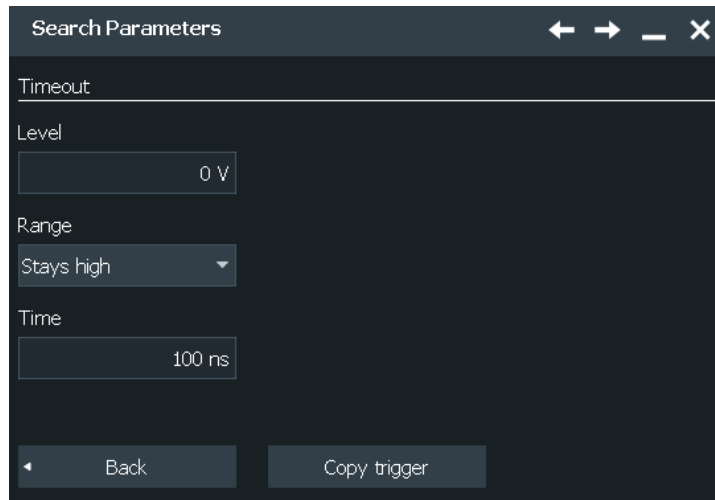 Search Parameters
Timeout
Level
0 V
Range
Stays high
Time
100 ns
Back
Copy trigger